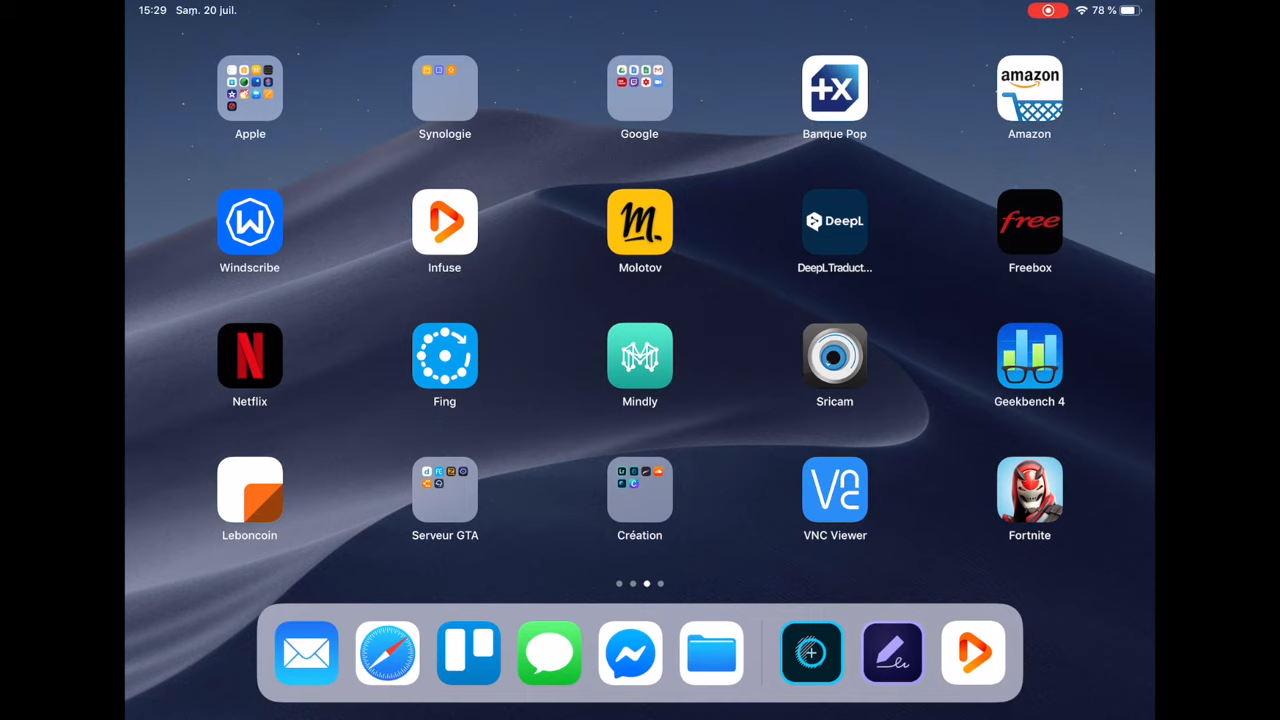 15:29 Sam. 20 juil.
78 %
Apple
Synologie
Google
+X
Banque Pop
amazon
Amazon
W
Windscribe
Infuse
m.
Molotov
DeepL
DeepL Traduct...
free
Freebox
N
Netflix
Fing
M
Mindly
Sricam
Geekbench 4
Leboncoin
Serveur GTA
Création
VNC
VNC Viewer
Fortnite